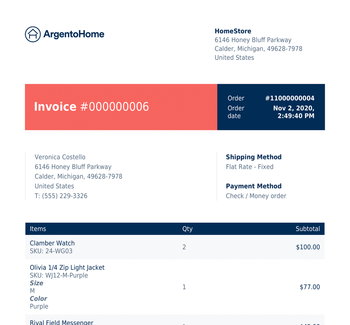 ArgentoHome
HomeStore
6146 Honey Bluff Parkway
Calder, Michigan, 49628-7978
United States
Invoice #000000006
Order #11000000004
Order date Nov 2, 2020, 2:49:40 PM
Veronica Costello
6146 Honey Bluff Parkway
Calder, Michigan, 49628-7978
United States
T: (555) 229-3326
Shipping Method
Flat Rate - Fixed
Payment Method
Check / Money order
Items Qty Subtotal
Clamber Watch
SKU: 24-WG03
2 $100.00
Olivia 1/4 Zip Light Jacket
SKU: WJ12-M-Purple
Size
M
Color
Purple
1 $77.00
Rival Field Messenger